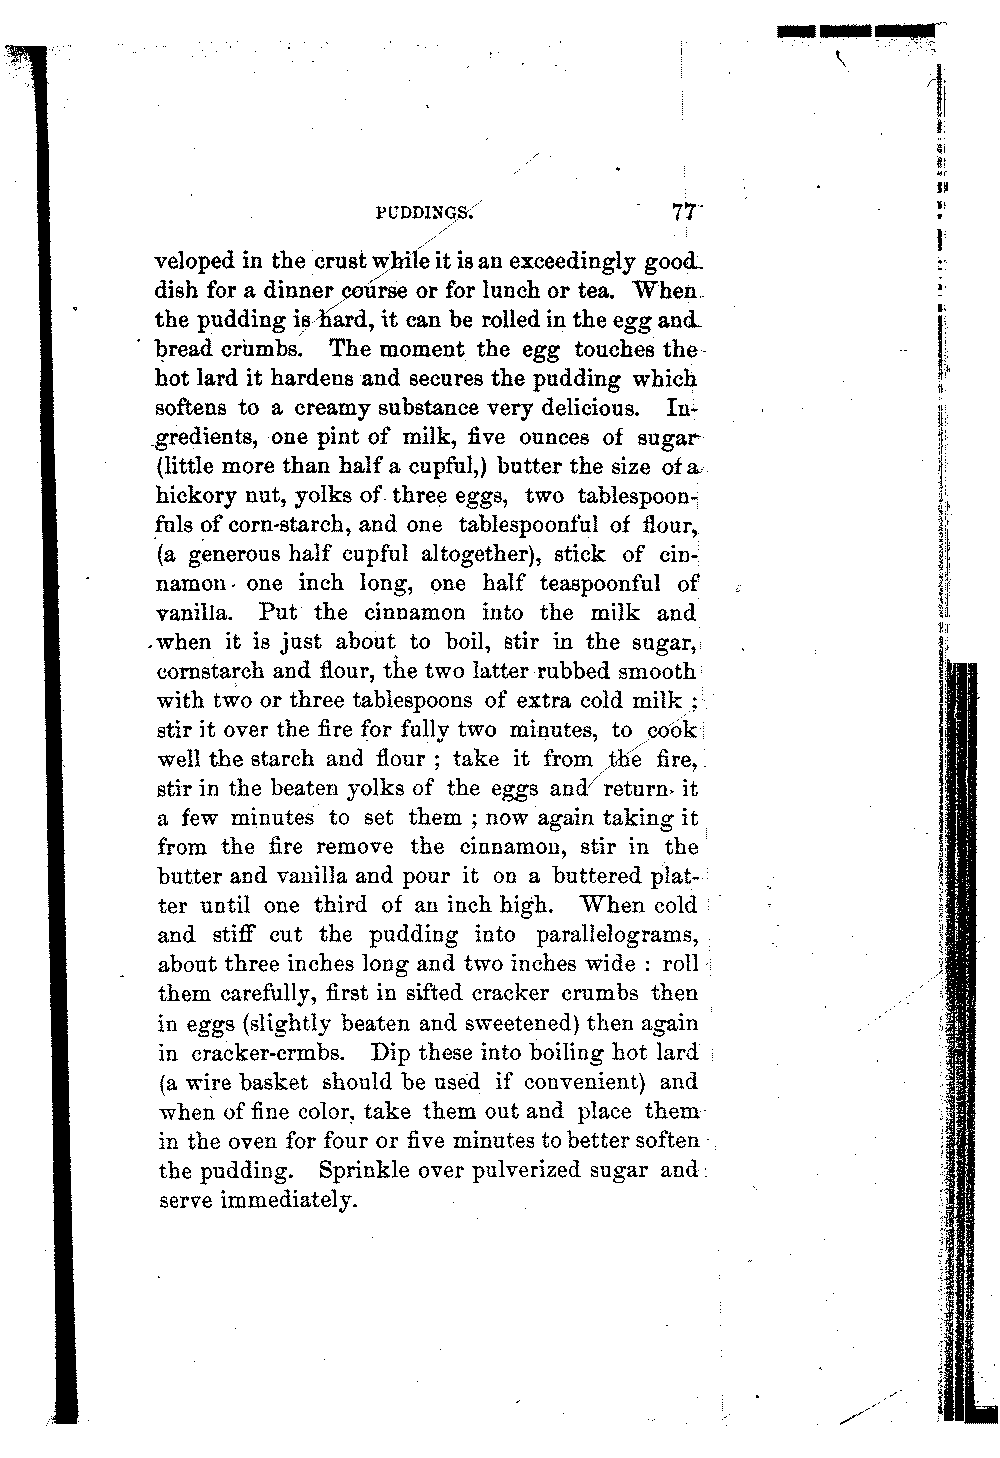 PUDDINGS. 77
veloped in the crust while it is an exceedingly good
dish for a dinner course or for lunch or tea. When
the pudding is hard, it can be rolled in the egg and
bread crumbs. The moment the egg touches the
hot lard it hardens and secures the pudding which
softens to a creamy substance very delicious. In-
gredients, one pint of milk, five ounces of sugar
(little more than half a cupful,) butter the size of a
hickory nut, yolks of three eggs, two tablespoon-
fuls of corn-starch, and one tablespoonful of flour,
(a generous half cupful altogether), stick of cin-
namon one inch long, one half teaspoonful of
vanilla. Put the cinnamon into the milk and
when it is just about to boil, stir in the sugar,
cornstarch and flour, the two latter rubbed smooth
with two or three tablespoons of extra cold milk ;
stir it over the fire for fully two minutes, to cook
well the starch and flour ; take it from the fire,
stir in the beaten yolks of the eggs and return it
a few minutes to set them ; now again taking it
from the fire remove the cinnamon, stir in the
butter and vanilla and pour it on a buttered plat-
ter until one third of an inch high. When cold
and stiff cut the pudding into parallelograms,
about three inches long and two inches wide : roll
them carefully, first in sifted cracker crumbs then
in eggs (slightly beaten and sweetened) then again
in cracker-crmbs. Dip these into boiling hot lard
(a wire basket should be used if convenient) and
when of fine color, take them out and place them
in the oven for four or five minutes to better soften
the pudding. Sprinkle over pulverized sugar and
serve immediately.